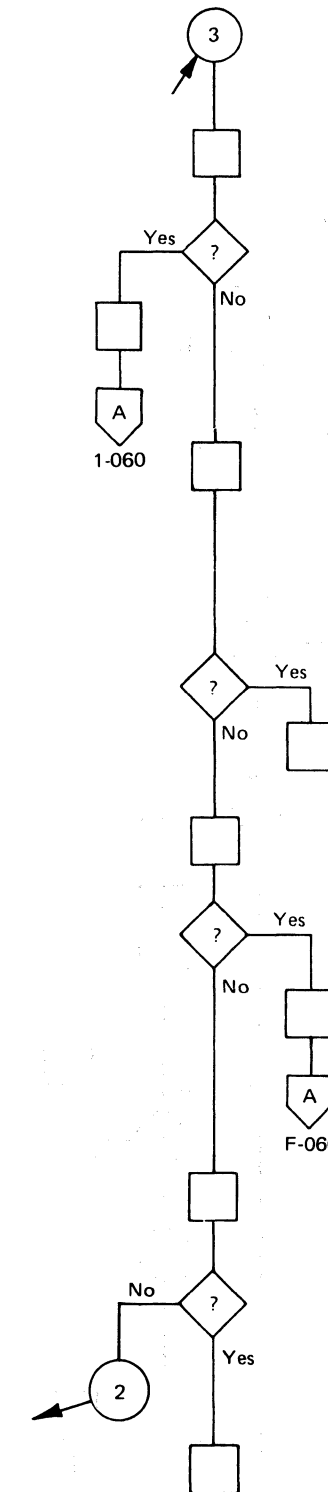 3
Yes
?
No
A
1-060
?
Yes
No
?
Yes
No
A
No
?
Yes
2